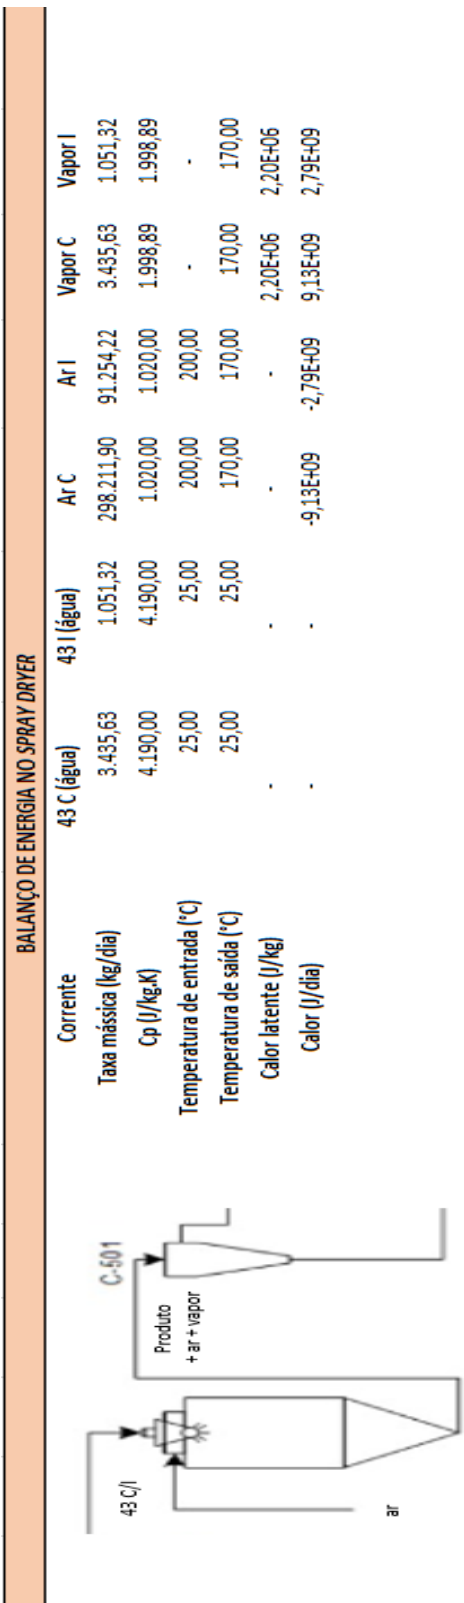 BALANÇO DE ENERGIA NO SPRAY DRYER
Corrente 43 C (água) 43 I (água) Ar C Ar I Vapor C Vapor I
Taxa mássica (kg/dia) 3.435,63 1.051,32 298.211,90 91.254,22 3.435,63 1.051,32
Cp (J/kg.K) 4.190,00 4.190,00 1.020,00 1.020,00 1.998,89 1.998,89
Temperatura de entrada (°C) 25,00 25,00 200,00 200,00 - -
Temperatura de saída (°C) 25,00 25,00 170,00 170,00 170,00 170,00
Calor latente (J/kg) - - - - 2,20E+06 2,20E+06
Calor (J/dia) - - -9,13E+09 -2,79E+09 9,13E+09 2,79E+09
C-501
43 C/I
Produto
+ ar + vapor
ar